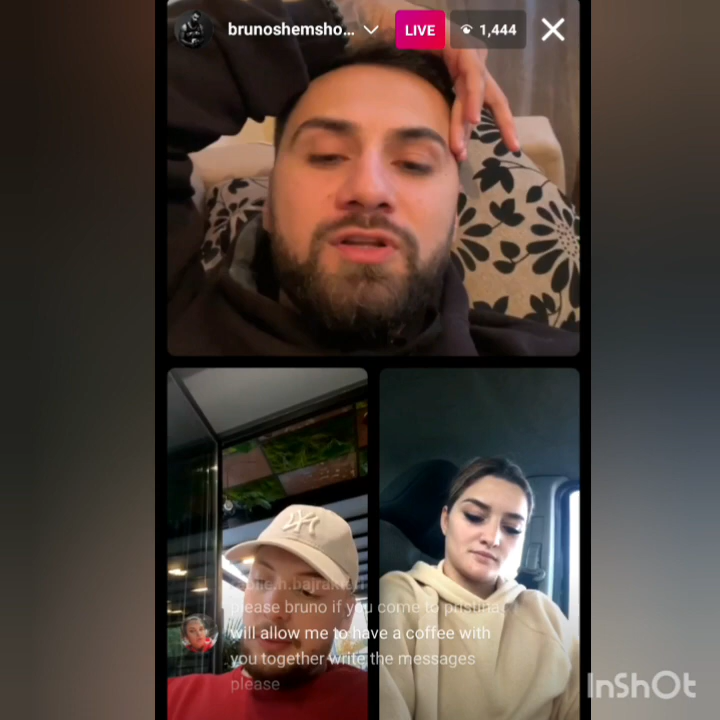 brunoshemsho...
LIVE
1,444
please bruno if you come to pristina
will allow me to have a coffee with
you together write the messages
please
InShOt